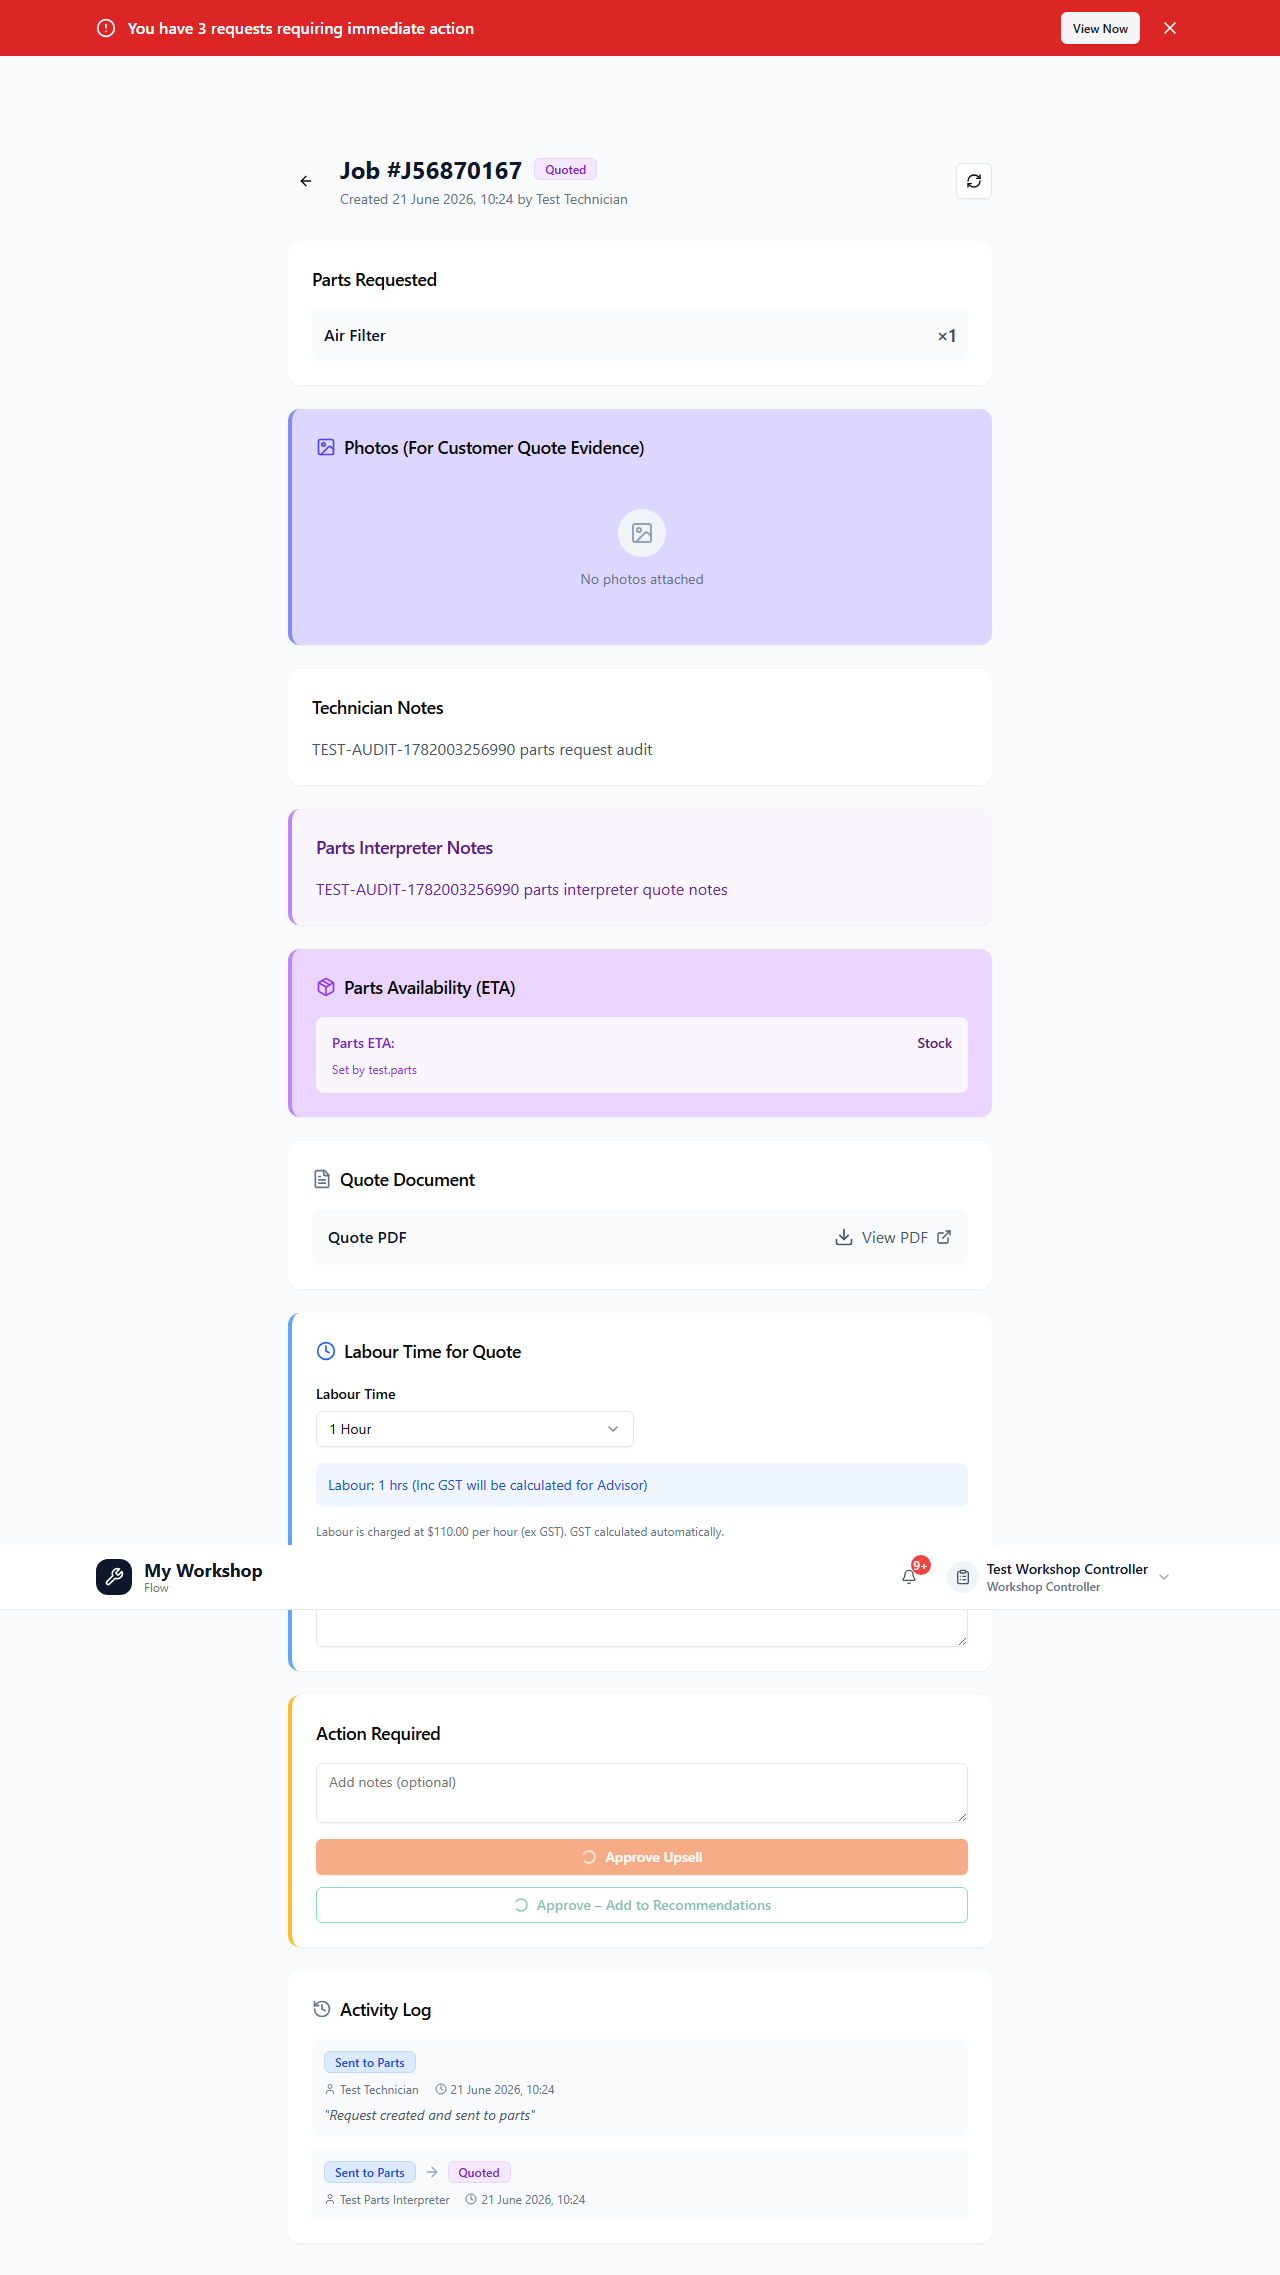 You have 3 requests requiring immediate action
View Now
Job #J56870167
Quoted
Created 21 June 2026, 10:24 by Test Technician
Parts Requested
Air Filter
×1
Photos (For Customer Quote Evidence)
No photos attached
Technician Notes
TEST-AUDIT-1782003256990 parts request audit
Parts Interpreter Notes
TEST-AUDIT-1782003256990 parts interpreter quote notes
Parts Availability (ETA)
Parts ETA:
Stock
Set by test.parts
Quote Document
Quote PDF
View PDF
Labour Time for Quote
Labour Time
1 Hour
Labour: 1 hrs (Inc GST will be calculated for Advisor)
Labour is charged at $110.00 per hour (ex GST). GST calculated automatically.
My Workshop
Flow
9+
Test Workshop Controller
Workshop Controller
Action Required
Add notes (optional)
Approve Upsell
Approve – Add to Recommendations
Activity Log
Sent to Parts
Test Technician
21 June 2026, 10:24
"Request created and sent to parts"
Sent to Parts
Quoted
Test Parts Interpreter
21 June 2026, 10:24